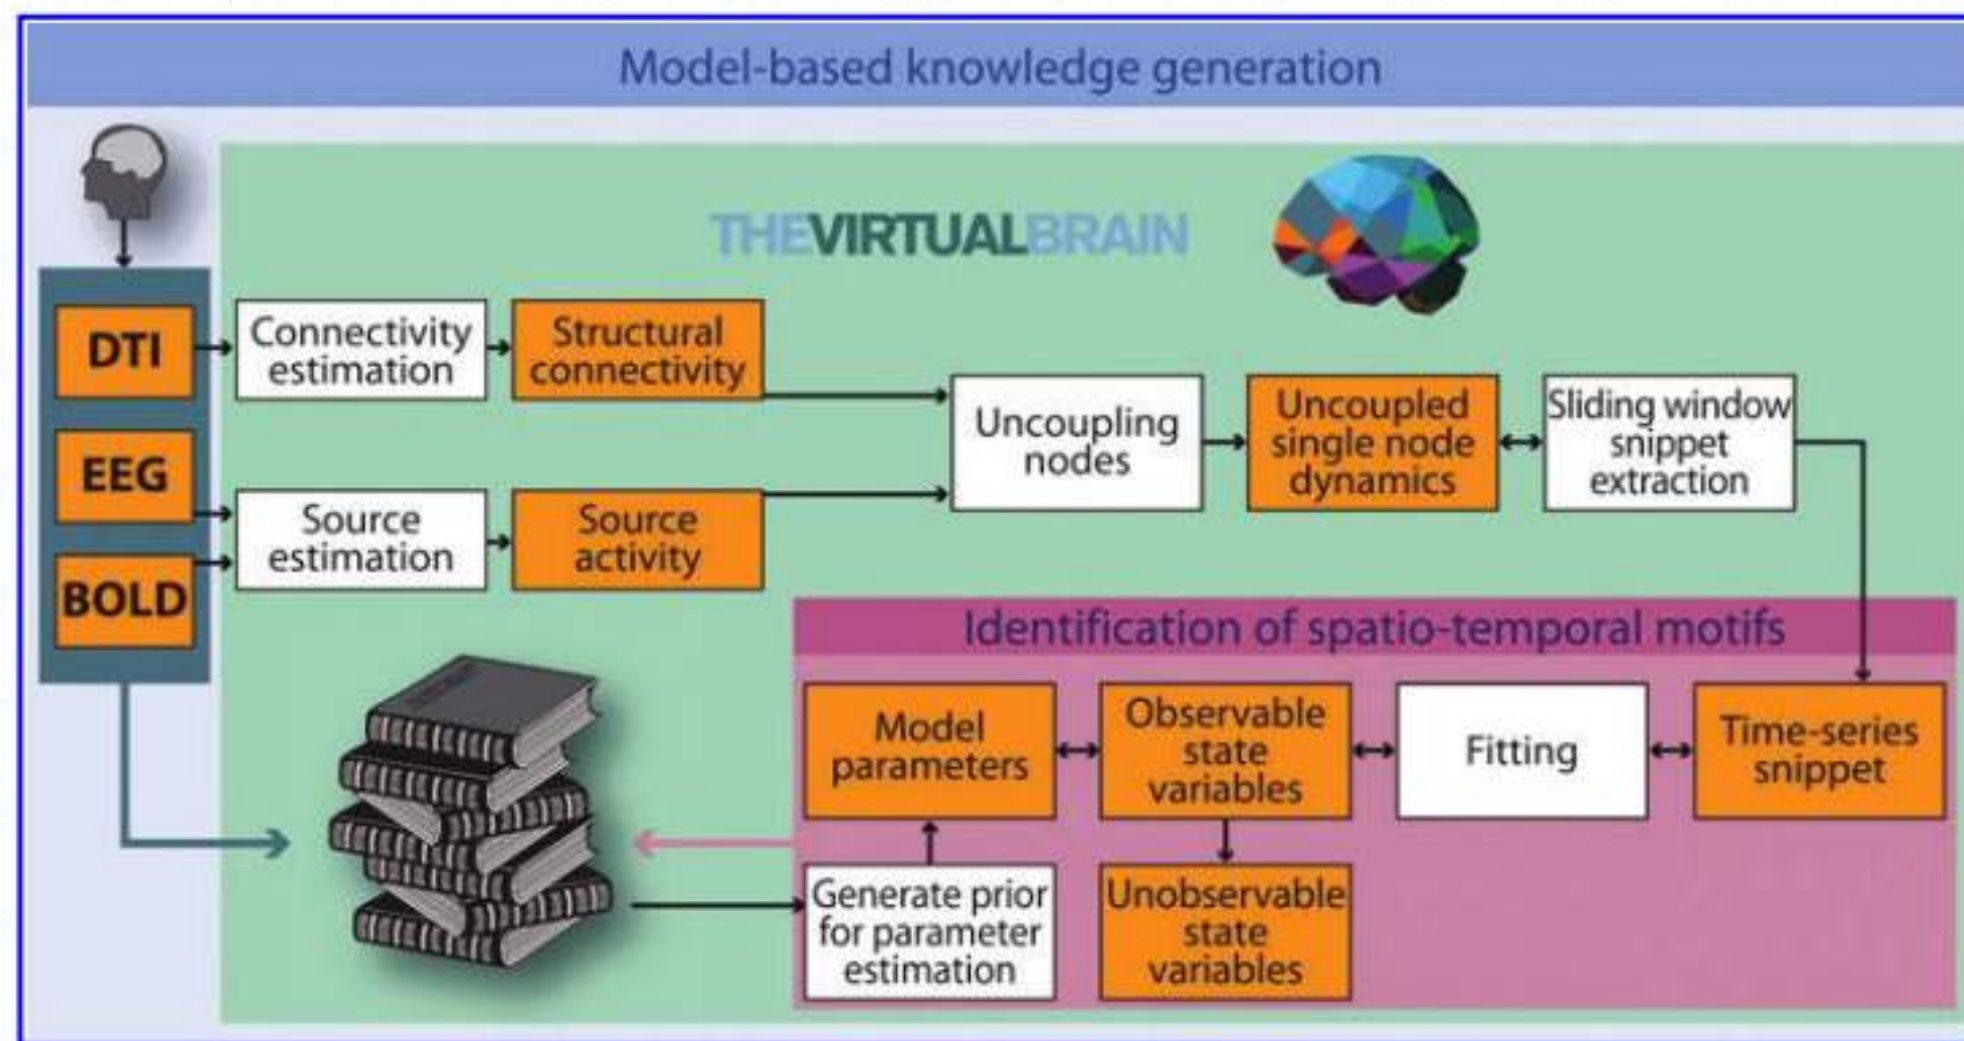 Model-based knowledge generation
THEVIRTUALBRAIN
DTI
Connectivity
estimation
Structural
connectivity
EEG
BOLD
Source
estimation
Source
activity
Uncoupling
nodes
Uncoupled
single node
dynamics
Sliding window
snippet
extraction
Identification of spatio-temporal motifs
Model
parameters
Observable
state
variables
Fitting
Time-series
snippet
Generate prior
for parameter
estimation
Unobservable
state
variables